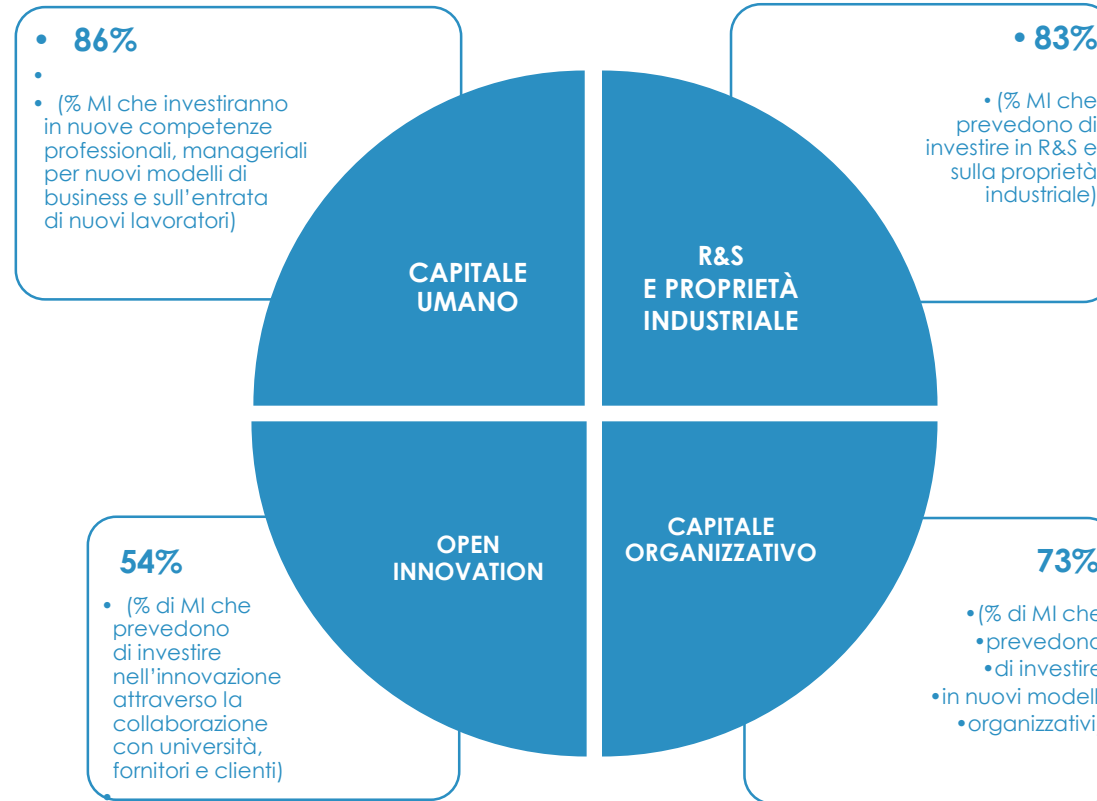 • 86%
•
• (% MI che investiranno
in nuove competenze
professionali, manageriali
per nuovi modelli di
business e sull’entrata
di nuovi lavoratori)
• 83%
• (% MI che
prevedono di
investire in R&S e
sulla proprietà
industriale)
CAPITALE
UMANO
R&S
E PROPRIETÀ
INDUSTRIALE
OPEN
INNOVATION
CAPITALE
ORGANIZZATIVO
54%
• (% di MI che
prevedono
di investire
nell’innovazione
attraverso la
collaborazione
con università,
fornitori e clienti)
•
73%
•(% di MI che
•prevedono
•di investire
•in nuovi modell
•organizzativi